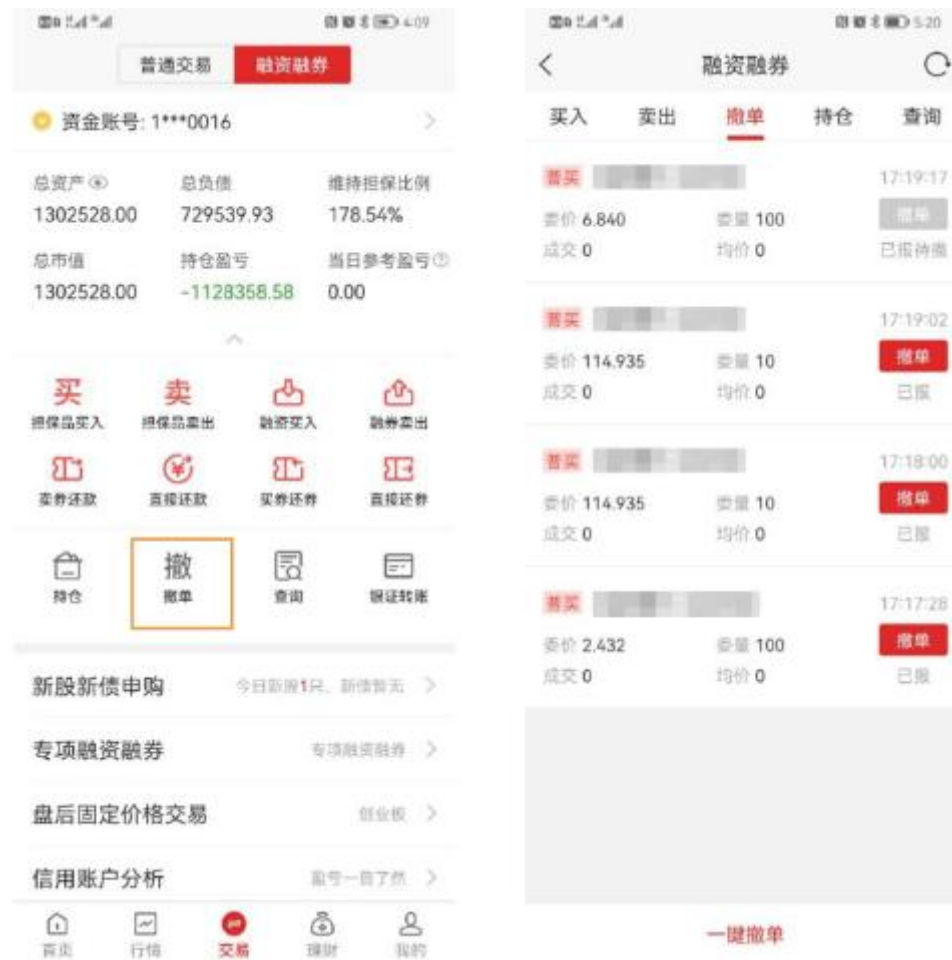 4:09
普通交易 融资融券
资金账号: 1***0016
总资产 总负债 维持担保比例
1302528.00 729539.93 178.54%
总市值 持仓盈亏 当日参考盈亏
1302528.00 -1128358.58 0.00
买 卖
担保品买入 担保品卖出 融资买入 融券卖出
卖券还款 直接还款 买券还券 直接还券
撤
持仓 撤单 查询 银证转账
新股新债申购 今日新股1只、新债暂无
专项融资融券 专项融资融券
盘后固定价格交易 创业板
信用账户分析 盈亏一目了然
首页 行情 交易 理财 我的
5:20
融资融券
买入 卖出 撤单 持仓 查询
普买 17:19:17
委价 6.840 委量 100 撤单
成交 0 均价 0 已报待撤
普买 17:19:02
委价 114.935 委量 10 撤单
成交 0 均价 0 已报
普买 17:18:00
委价 114.935 委量 10 撤单
成交 0 均价 0 已报
普买 17:17:28
委价 2.432 委量 100 撤单
成交 0 均价 0 已报
一键撤单